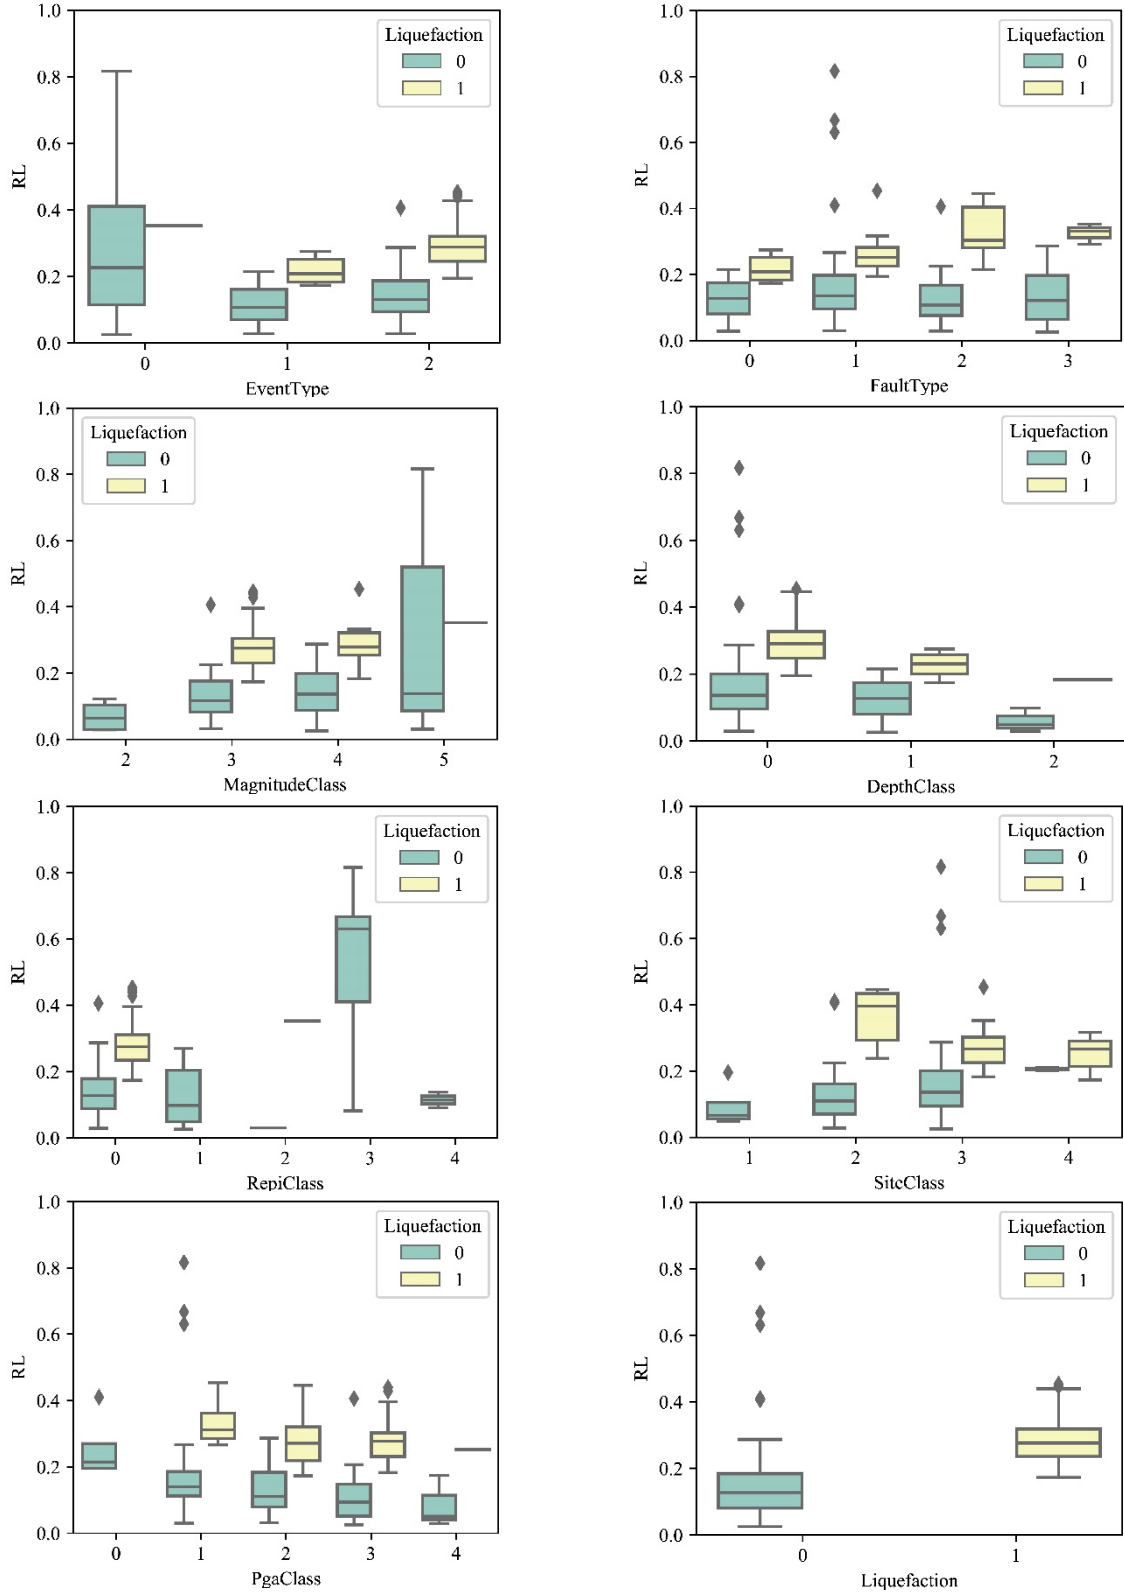 1.0
0.8
0.6
0.4
0.2
0.0
RL
Liquefaction
0
1
0 1 2
EventType
1.0
0.8
0.6
0.4
0.2
0.0
RL
Liquefaction
0
1
0 1 2 3
FaultType
1.0
0.8
0.6
0.4
0.2
0.0
RL
Liquefaction
0
1
2 3 4 5
MagnitudeClass
1.0
0.8
0.6
0.4
0.2
0.0
RL
Liquefaction
0
1
0 1 2
DepthClass
1.0
0.8
0.6
0.4
0.2
0.0
RL
Liquefaction
0
1
0 1 2 3 4
RepiClass
1.0
0.8
0.6
0.4
0.2
0.0
RL
Liquefaction
0
1
1 2 3 4
SiteClass
1.0
0.8
0.6
0.4
0.2
0.0
RL
Liquefaction
0
1
0 1 2 3 4
PgaClass
1.0
0.8
0.6
0.4
0.2
0.0
RL
Liquefaction
0
1
0 1
Liquefaction